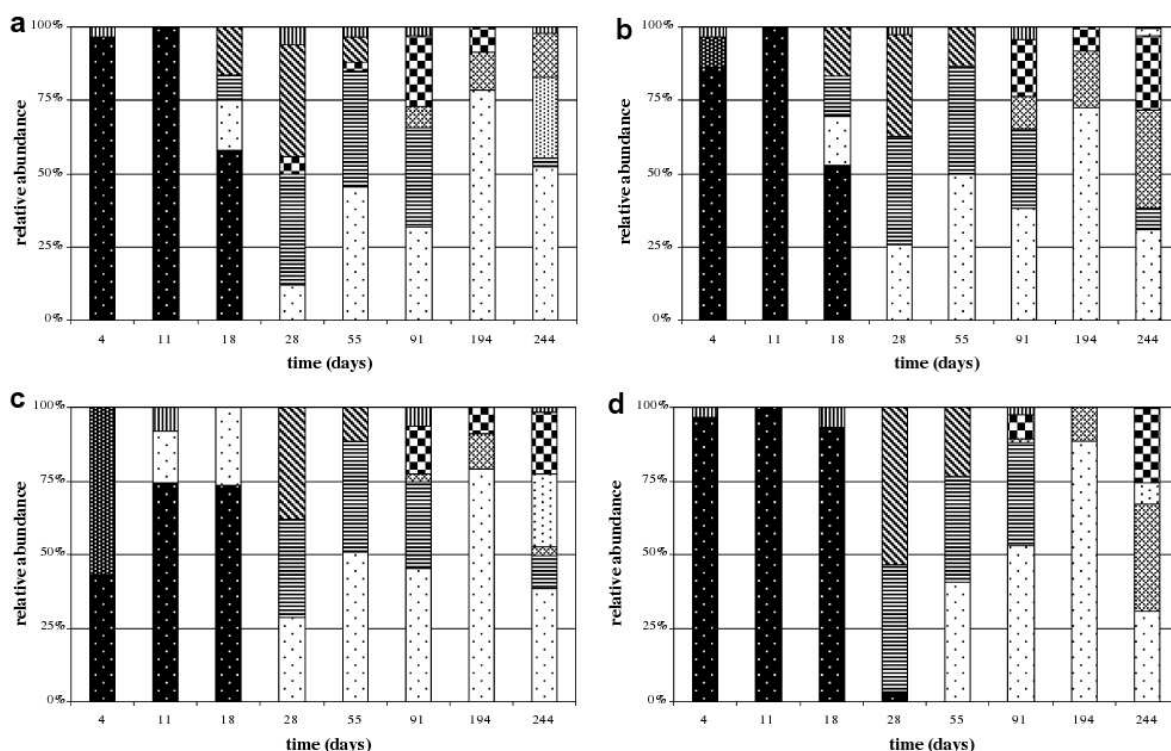 a
100%
75%
50%
25%
0%
relative abundance
4 11 18 28 55 91 194 244
time (days)
b
100%
75%
50%
25%
0%
relative abundance
4 11 18 28 55 91 194 244
time (days)
c
100%
75%
50%
25%
0%
relative abundance
4 11 18 28 55 91 194 244
time (days)
d
100%
75%
50%
25%
0%
relative abundance
4 11 18 28 55 91 194 244
time (days)